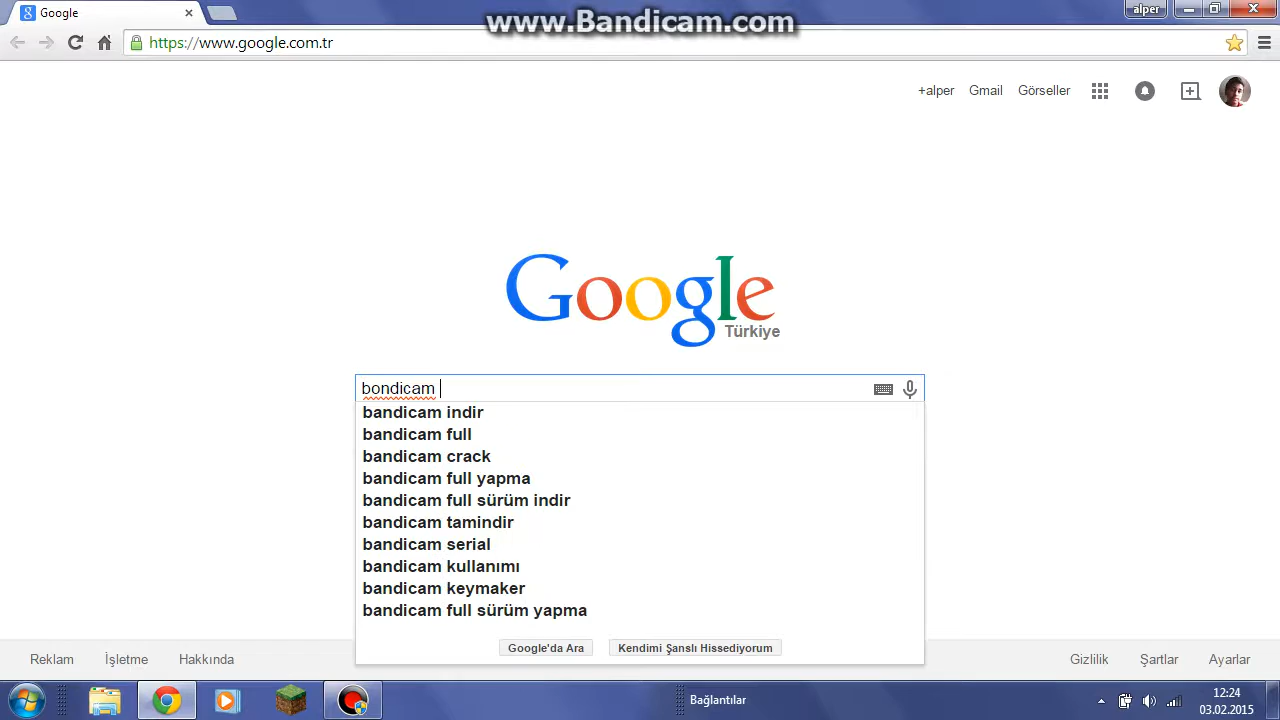 Google
alper
www.Bandicam.com
https://www.google.com.tr
+alper Gmail Görseller
Google
Türkiye
bondicam
bandicam indir
bandicam full
bandicam crack
bandicam full yapma
bandicam full sürüm indir
bandicam tamindir
bandicam serial
bandicam kullanımı
bandicam keymaker
bandicam full sürüm yapma
Google'da Ara Kendimi Şanslı Hissediyorum
Reklam İşletme Hakkında Gizlilik Şartlar Ayarlar
Bağlantılar
12:24
03.02.2015